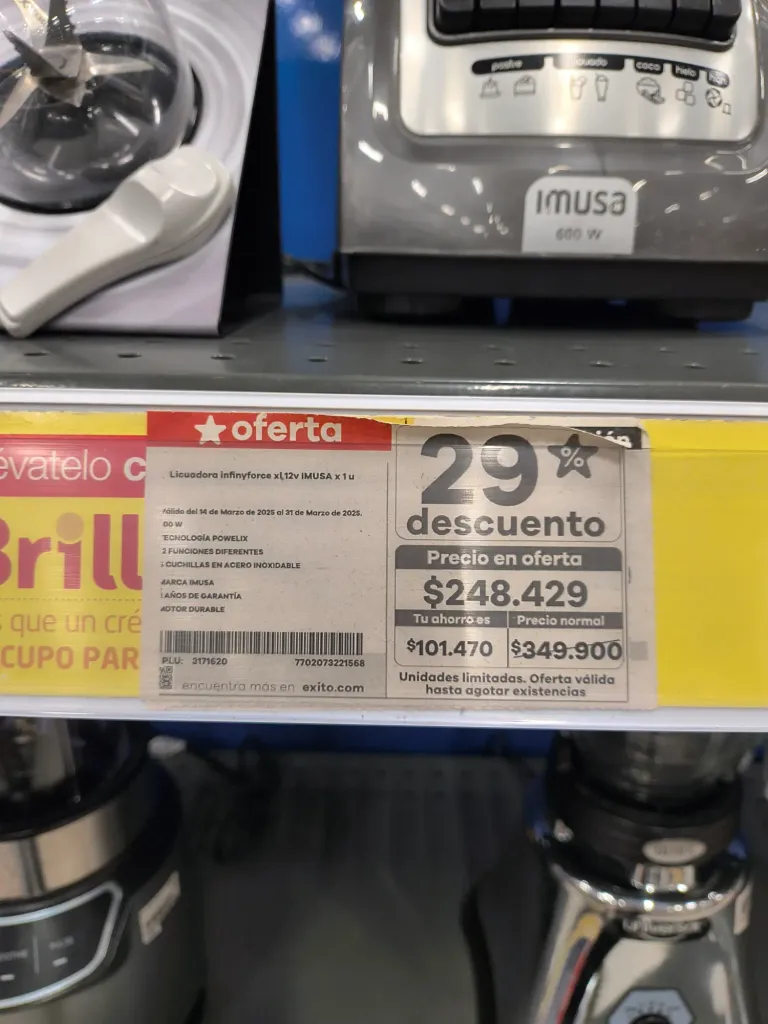 postre
coco
hielo
IMUSA
600 W
évatelo c
Brill
s que un cré
CUPO PAR
oferta
Licuadora infinyforce xl,12v IMUSA x 1 u
válido del 14 de Marzo de 2025 al 31 de Marzo de 2025.
00 W
TECNOLOGÍA POWELIX
2 FUNCIONES DIFERENTES
CUCHILLAS EN ACERO INOXIDABLE
MARCA IMUSA
AÑOS DE GARANTÍA
MOTOR DURABLE
PLU: 3171620
7702073221568
encuentra más en exito.com
29 %
descuento
Precio en oferta
$248.429
Tu ahorro es
$101.470
Precio normal
$349.900
Unidades limitadas. Oferta válida
hasta agotar existencias